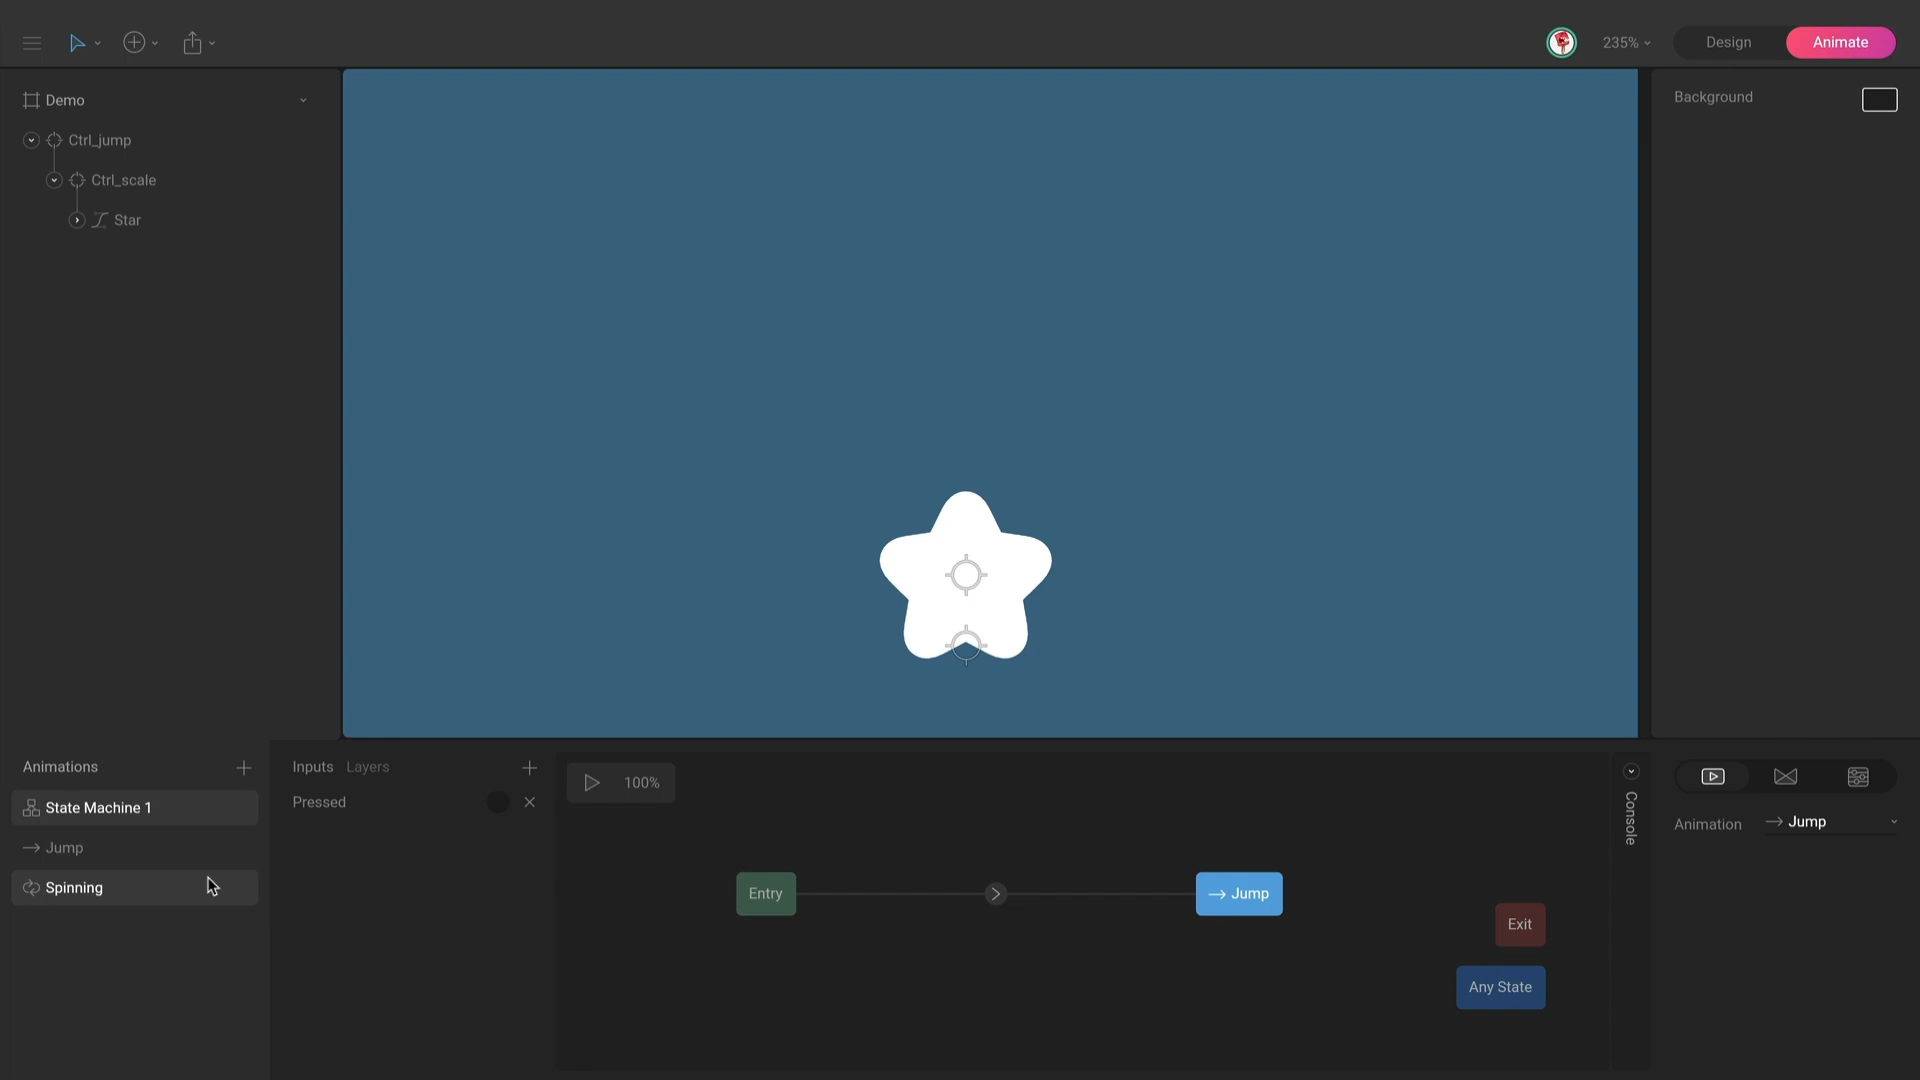 235%
Design
Animate
Demo
Background
Ctrl_jump
Ctrl_scale
Star
Animations
Inputs
Layers
100%
State Machine 1
Pressed
Console
Animation
Jump
Jump
Spinning
Entry
Jump
Exit
Any State